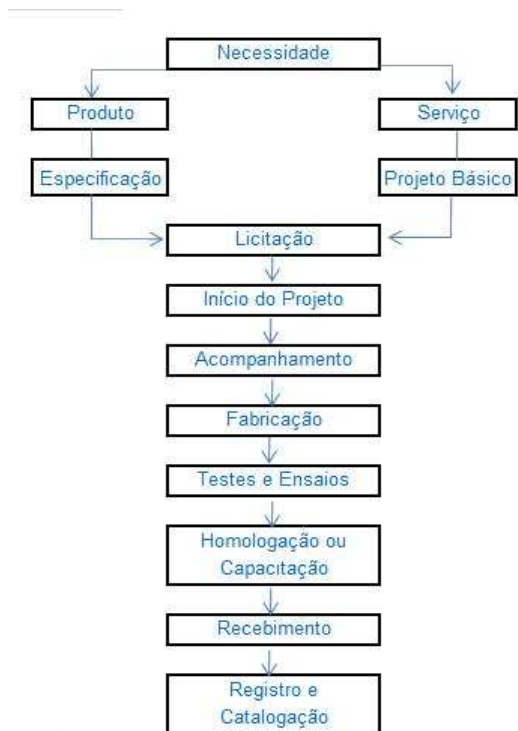 Necessidade
Produto
Serviço
Especificação
Projeto Básico
Licitação
Início do Projeto
Acompanhamento
Fabricação
Testes e Ensaios
Homologação ou
Capacitação
Recebimento
Registro e
Catalogação